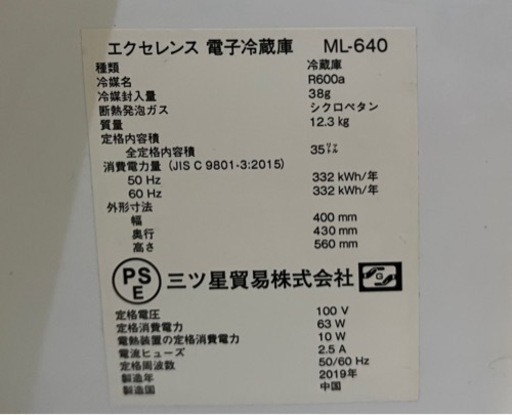 エクセレンス 電子冷蔵庫 ML-640
種類 冷蔵庫
冷媒名 R600a
冷媒封入量 38g
断熱発泡ガス シクロペタン
質量 12.3 kg
定格内容積
全定格内容積 35㍑
消費電力量 (JIS C 9801-3:2015)
50 Hz 332 kWh/年
60 Hz 332 kWh/年
外形寸法
幅 400 mm
奥行 430 mm
高さ 560 mm
PS
E
三ツ星貿易株式会社
G
定格電圧 100 V
定格消費電力 63 W
電熱装置の定格消費電力 10 W
電流ヒューズ 2.5 A
定格周波数 50/60 Hz
製造年 2019年
製造国 中国